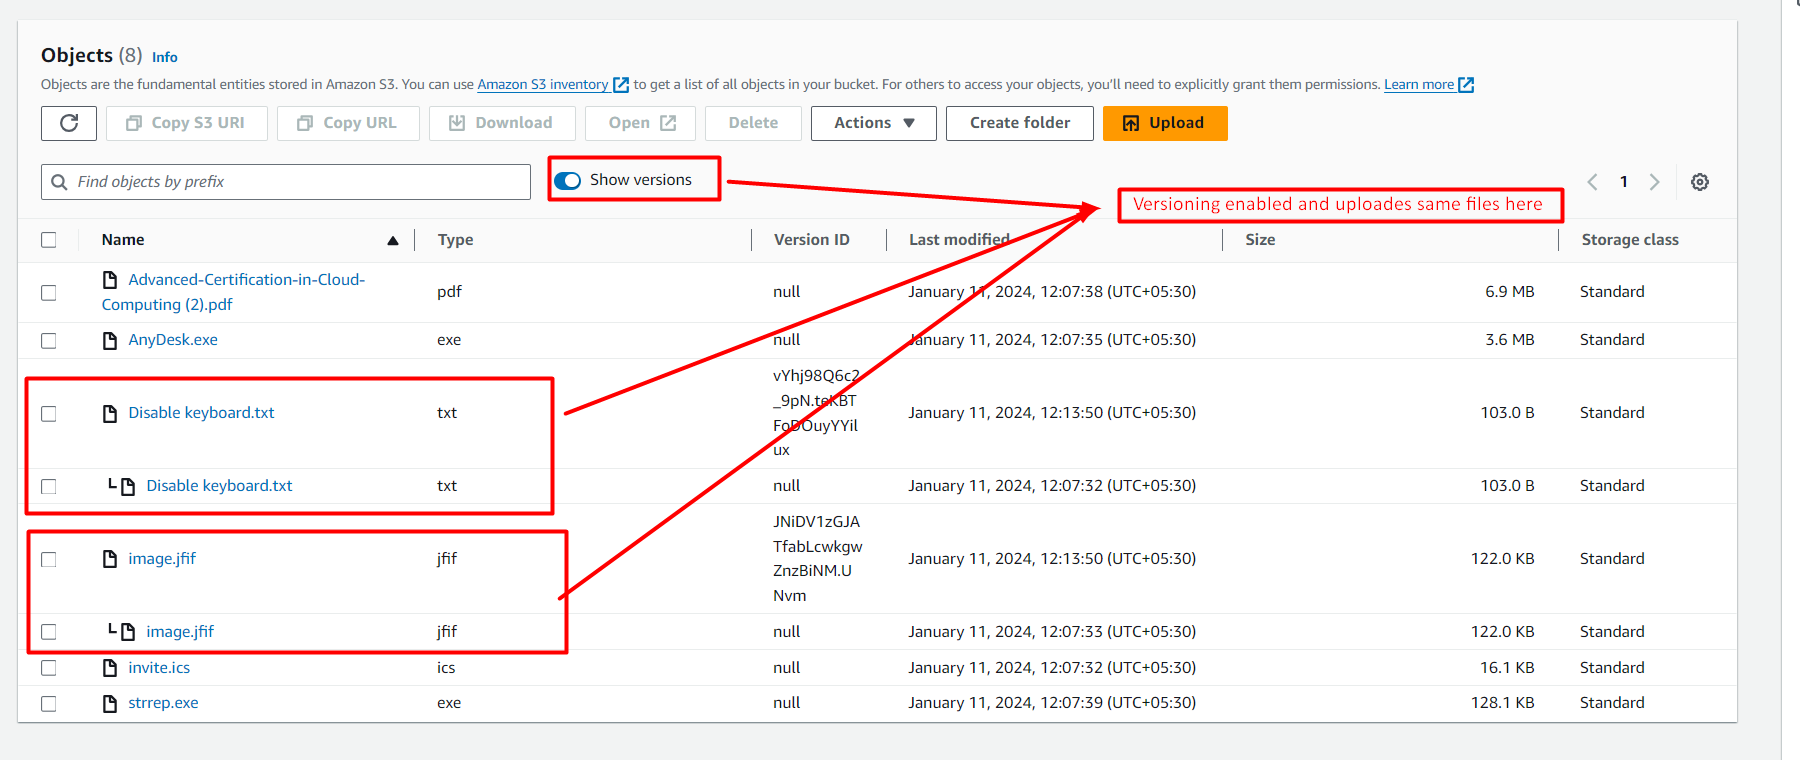 Objects (8) Info
Objects are the fundamental entities stored in Amazon S3. You can use Amazon S3 inventory to get a list of all objects in your bucket. For others to access your objects, you'll need to explicitly grant them permissions. Learn more
Copy S3 URI Copy URL Download Open Delete Actions Create folder Upload
Find objects by prefix Show versions 1
Versioning enabled and uploades same files here
Name Type Version ID Last modified Size Storage class
Advanced-Certification-in-Cloud-
Computing (2).pdf pdf null January 11, 2024, 12:07:38 (UTC+05:30) 6.9 MB Standard
AnyDesk.exe exe null January 11, 2024, 12:07:35 (UTC+05:30) 3.6 MB Standard
vYhj98Q6c2
_9pN.teKBT
Disable keyboard.txt txt January 11, 2024, 12:13:50 (UTC+05:30) 103.0 B Standard
FoDOuyYYil
ux
Disable keyboard.txt txt null January 11, 2024, 12:07:32 (UTC+05:30) 103.0 B Standard
JNiDV1zGJA
TfabLcwkgw
image.jfif jfif January 11, 2024, 12:13:50 (UTC+05:30) 122.0 KB Standard
ZnzBiNM.U
Nvm
image.jfif jfif null January 11, 2024, 12:07:33 (UTC+05:30) 122.0 KB Standard
invite.ics ics null January 11, 2024, 12:07:32 (UTC+05:30) 16.1 KB Standard
strrep.exe exe null January 11, 2024, 12:07:39 (UTC+05:30) 128.1 KB Standard